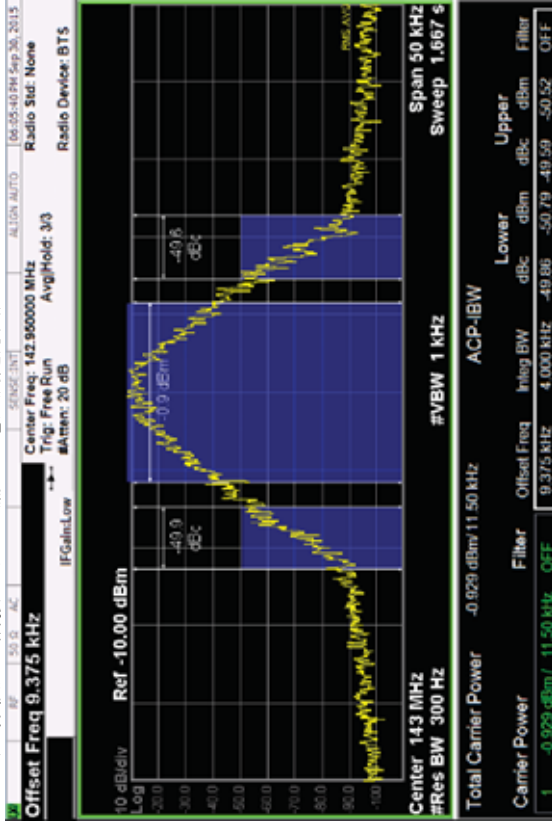 RF 50 Ω AC SENSE:INT ALIGN AUTO 06:05:40 PM Sep 30, 2015
Offset Freq 9.375 kHz
Center Freq: 142.960000 MHz
Radio Std: None
Trig: Free Run Avg|Hold: 3/3
IFGain:Low #Atten: 20 dB
Radio Device: BTS
10 dB/div Ref -10.00 dBm
Log
-20.0
-30.0
-40.0
-50.0
-60.0
-70.0
-80.0
-90.0
-100
-49.9
dBc
-0.9 dBm
-49.6
dBc
RMS AVG
Center 143 MHz
Span 50 kHz
#Res BW 300 Hz
#VBW 1 kHz
Sweep 1.667 s
Total Carrier Power -0.929 dBm/ 11.50 kHz ACP-IBW
Lower Upper
Carrier Power Filter Offset Freq Integ BW dBc dBm dBc dBm Filter
1 -0.929 dBm / 11.50 kHz OFF 9.375 kHz 4.000 kHz -49.86 -50.79 -49.59 -50.52 OFF